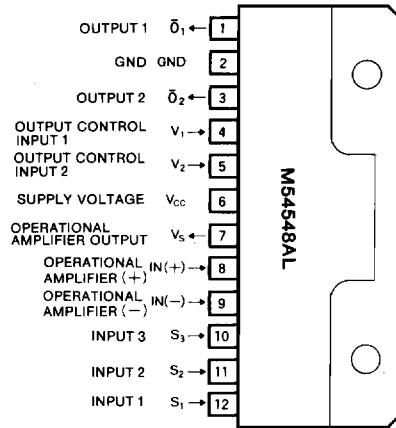 OUTPUT 1 Ō₁ ← 1
GND GND 2
OUTPUT 2 Ō₂ ← 3
OUTPUT CONTROL
INPUT 1 V₁ → 4
OUTPUT CONTROL
INPUT 2 V₂ → 5
SUPPLY VOLTAGE Vcc 6
OPERATIONAL
AMPLIFIER OUTPUT Vs ← 7
OPERATIONAL
AMPLIFIER (+) IN(+) → 8
OPERATIONAL
AMPLIFIER (−) IN(−) → 9
INPUT 3 S₃ → 10
INPUT 2 S₂ → 11
INPUT 1 S₁ → 12
M54548AL